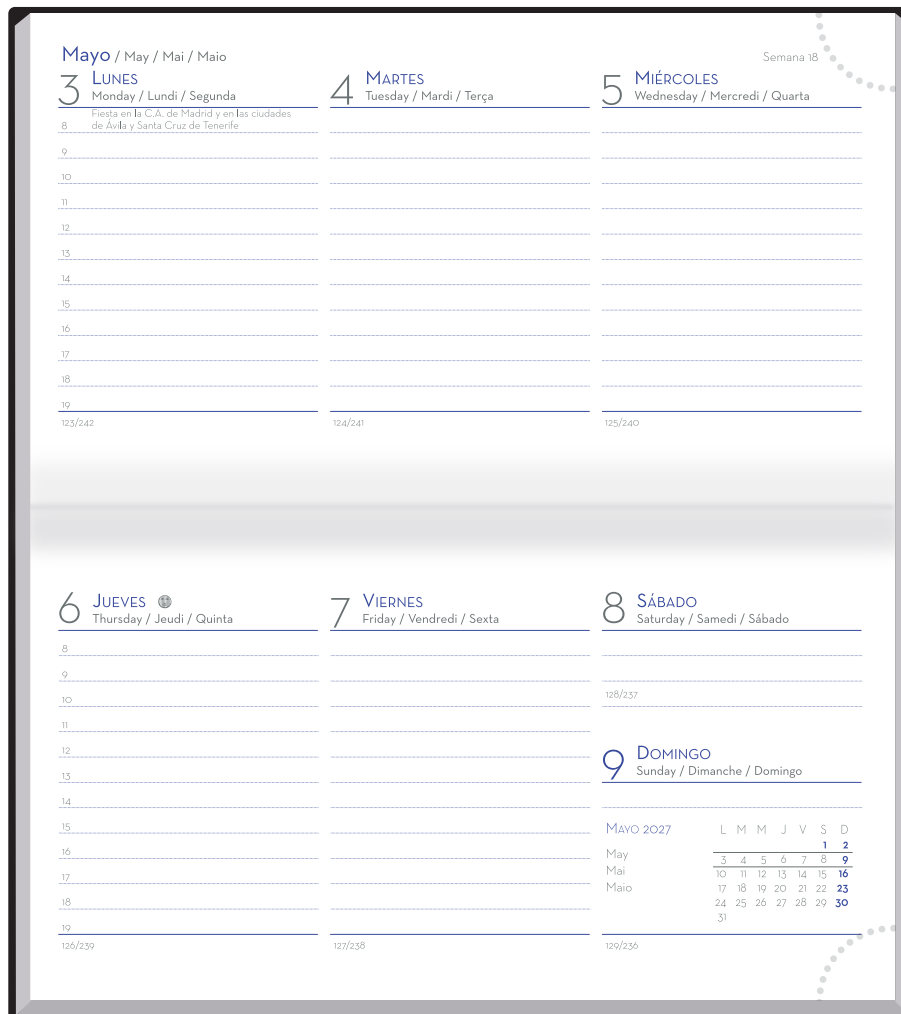 Mayo / May / Mai / Maio
Semana 18
3 Lunes
Monday / Lundi / Segunda
Fiesta en la C.A. de Madrid y en las ciudades
de Ávila y Santa Cruz de Tenerife
8
9
10
11
12
13
14
15
16
17
18
19
123/242
4 Martes
Tuesday / Mardi / Terça
124/241
5 Miércoles
Wednesday / Mercredi / Quarta
125/240
6 Jueves
Thursday / Jeudi / Quinta
8
9
10
11
12
13
14
15
16
17
18
19
126/239
7 Viernes
Friday / Vendredi / Sexta
127/238
8 Sábado
Saturday / Samedi / Sábado
128/237
9 Domingo
Sunday / Dimanche / Domingo
Mayo 2027
May
Mai
Maio
L M M J V S D
1 2
3 4 5 6 7 8 9
10 11 12 13 14 15 16
17 18 19 20 21 22 23
24 25 26 27 28 29 30
31
129/236